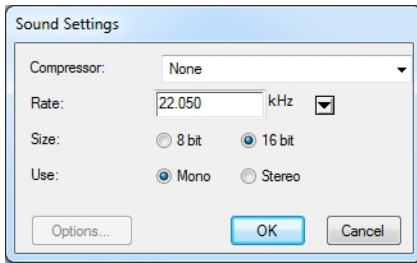 Sound Settings
Compressor: None
Rate: 22.050 kHz
Size: 8 bit 16 bit
Use: Mono Stereo
Options... OK Cancel